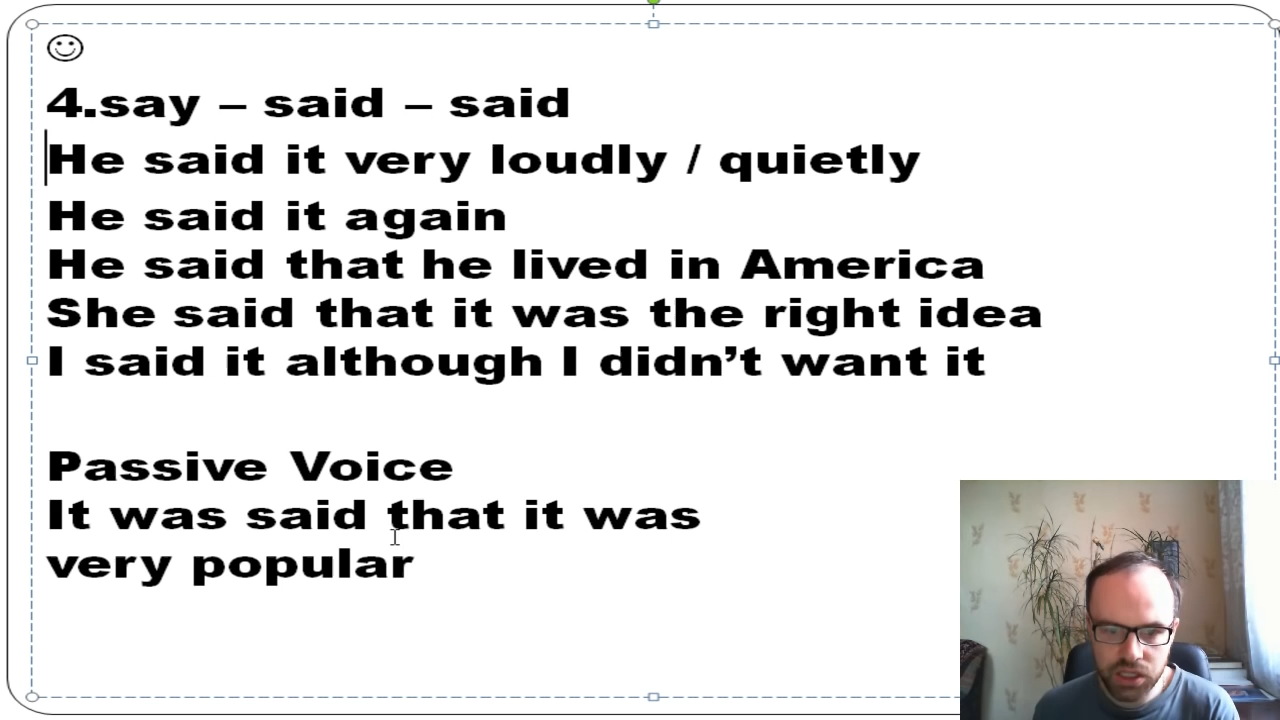 4.say – said – said
He said it very loudly / quietly
He said it again
He said that he lived in America
She said that it was the right idea
I said it although I didn’t want it
Passive Voice
It was said that it was
very popular